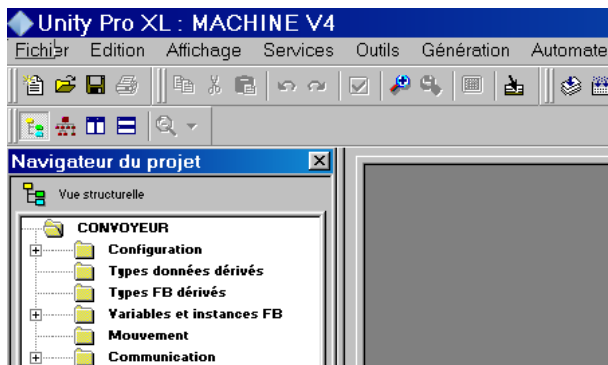 Unity Pro XL : MACHINE V4
Fichier Edition Affichage Services Outils Génération Automate
Navigateur du projet
Vue structurelle
CONVOYEUR
Configuration
Types données dérivés
Types FB dérivés
Variables et instances FB
Mouvement
Communication